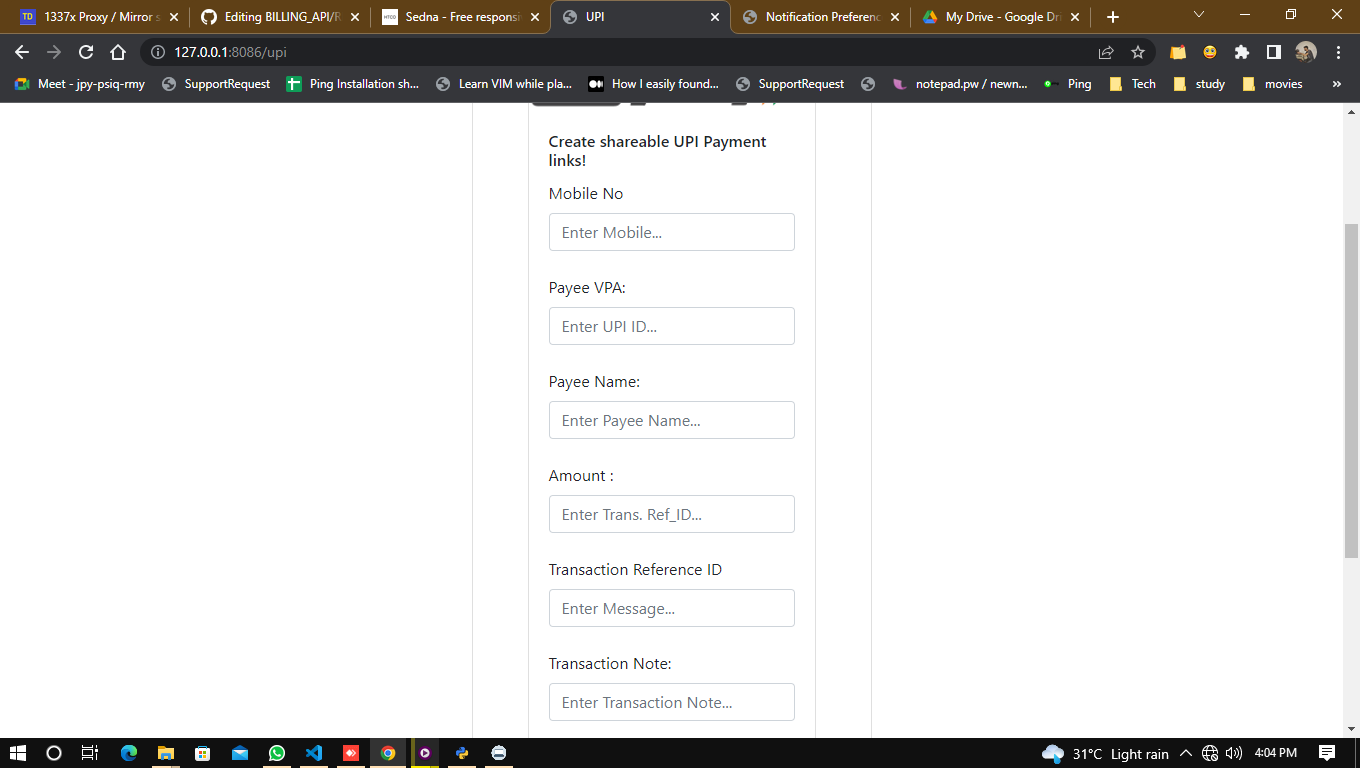 1337x Proxy / Mirror s
Editing BILLING_API/R
Sedna - Free responsi
UPI
Notification Preferenc
My Drive - Google Dri
127.0.0.1:8086/upi
Meet - jpy-psiq-rmy
SupportRequest
Ping Installation sh...
Learn VIM while pla...
How I easily found...
SupportRequest
notepad.pw / newn...
Ping
Tech
study
movies
Create shareable UPI Payment
links!
Mobile No
Enter Mobile...
Payee VPA:
Enter UPI ID...
Payee Name:
Enter Payee Name...
Amount :
Enter Trans. Ref_ID...
Transaction Reference ID
Enter Message...
Transaction Note:
Enter Transaction Note...
31°C Light rain
4:04 PM